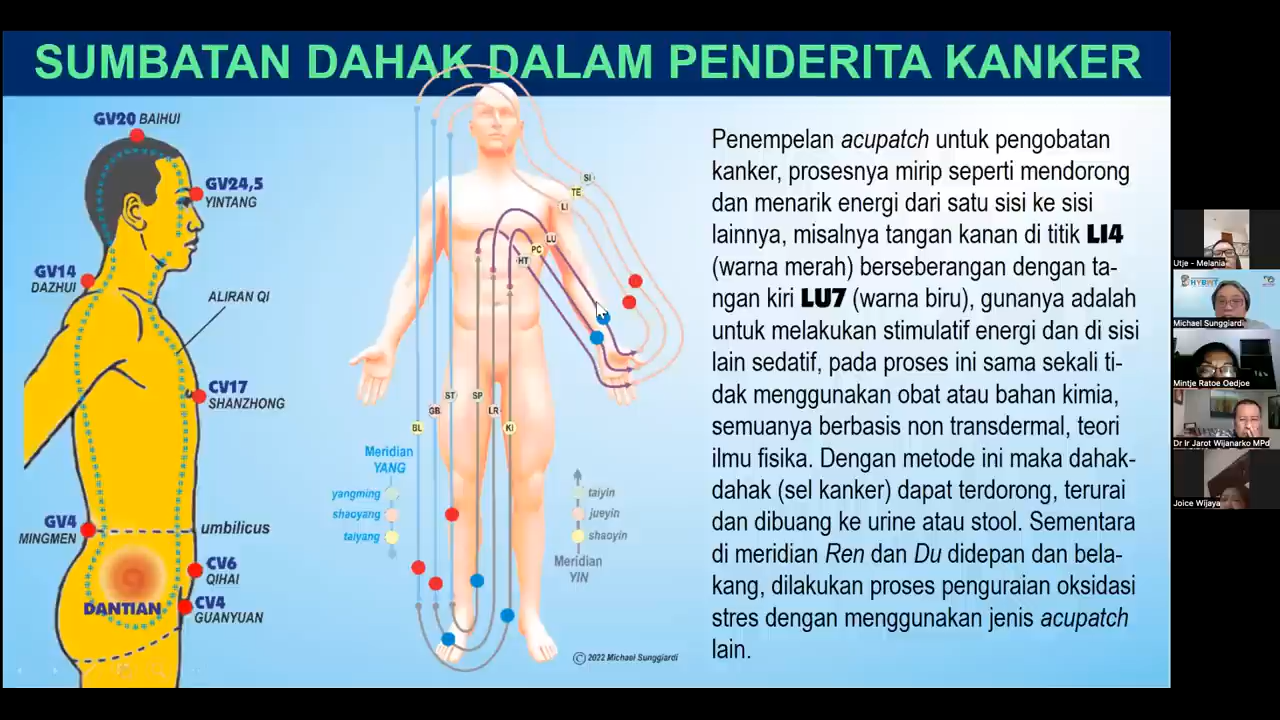 SUMBATAN DAHAK DALAM PENDERITA KANKER
GV20 BAIHUI
GV24,5
YINTANG
GV14
DAZHUI
ALIRAN QI
CV17
SHANZHONG
GV4
MINGMEN
umbilicus
CV6
QIHAI
DANTIAN
CV4
GUANYUAN
SI
TE
LI
LU
PC
HT
ST
SP
GB
LR
BL
KI
Meridian
YANG
yangming
shaoyang
taiyang
taiyin
jueyin
shaoyin
Meridian
YIN
© 2022 Michael Sunggiardi
Penempelan acupatch untuk pengobatan
kanker, prosesnya mirip seperti mendorong
dan menarik energi dari satu sisi ke sisi
lainnya, misalnya tangan kanan di titik LI4
(warna merah) berseberangan dengan ta-
ngan kiri LU7 (warna biru), gunanya adalah
untuk melakukan stimulatif energi dan di sisi
lain sedatif, pada proses ini sama sekali ti-
dak menggunakan obat atau bahan kimia,
semuanya berbasis non transdermal, teori
ilmu fisika. Dengan metode ini maka dahak-
dahak (sel kanker) dapat terdorong, terurai
dan dibuang ke urine atau stool. Sementara
di meridian Ren dan Du didepan dan bela-
kang, dilakukan proses penguraian oksidasi
stres dengan menggunakan jenis acupatch
lain.
Utje - Melania
HYBWT
Michael Sunggiardi
Mintje Ratoe Oedjoe
Dr Ir Jarot Wijanarko MPd
Joice Wijaya